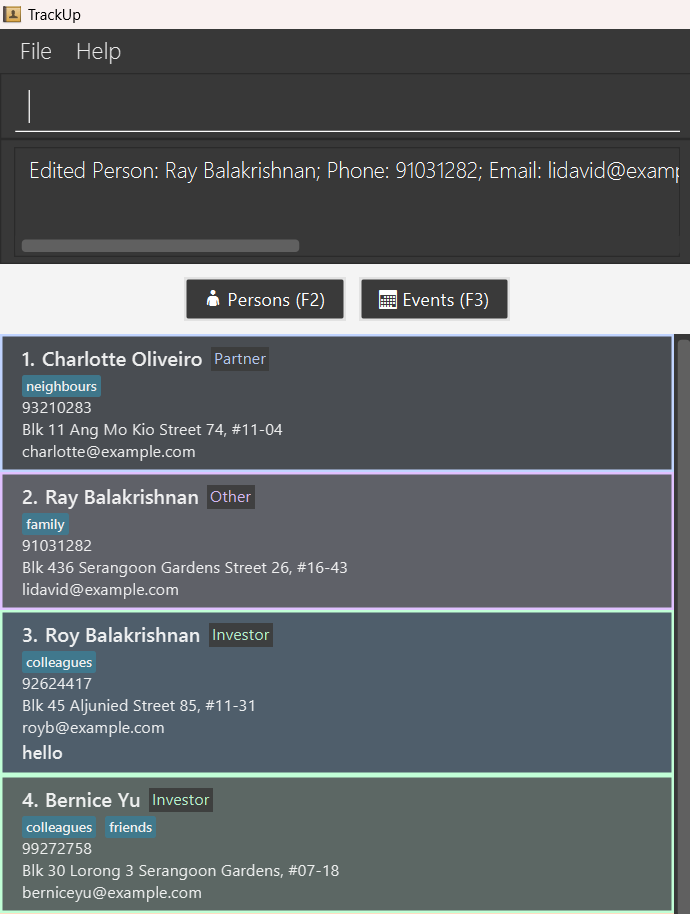 TrackUp
File Help
Edited Person: Ray Balakrishnan; Phone: 91031282; Email: lidavid@examp
Persons (F2) Events (F3)
1. Charlotte Oliveiro Partner
neighbours
93210283
Blk 11 Ang Mo Kio Street 74, #11-04
charlotte@example.com
2. Ray Balakrishnan Other
family
91031282
Blk 436 Serangoon Gardens Street 26, #16-43
lidavid@example.com
3. Roy Balakrishnan Investor
colleagues
92624417
Blk 45 Aljunied Street 85, #11-31
royb@example.com
hello
4. Bernice Yu Investor
colleagues friends
99272758
Blk 30 Lorong 3 Serangoon Gardens, #07-18
berniceyu@example.com